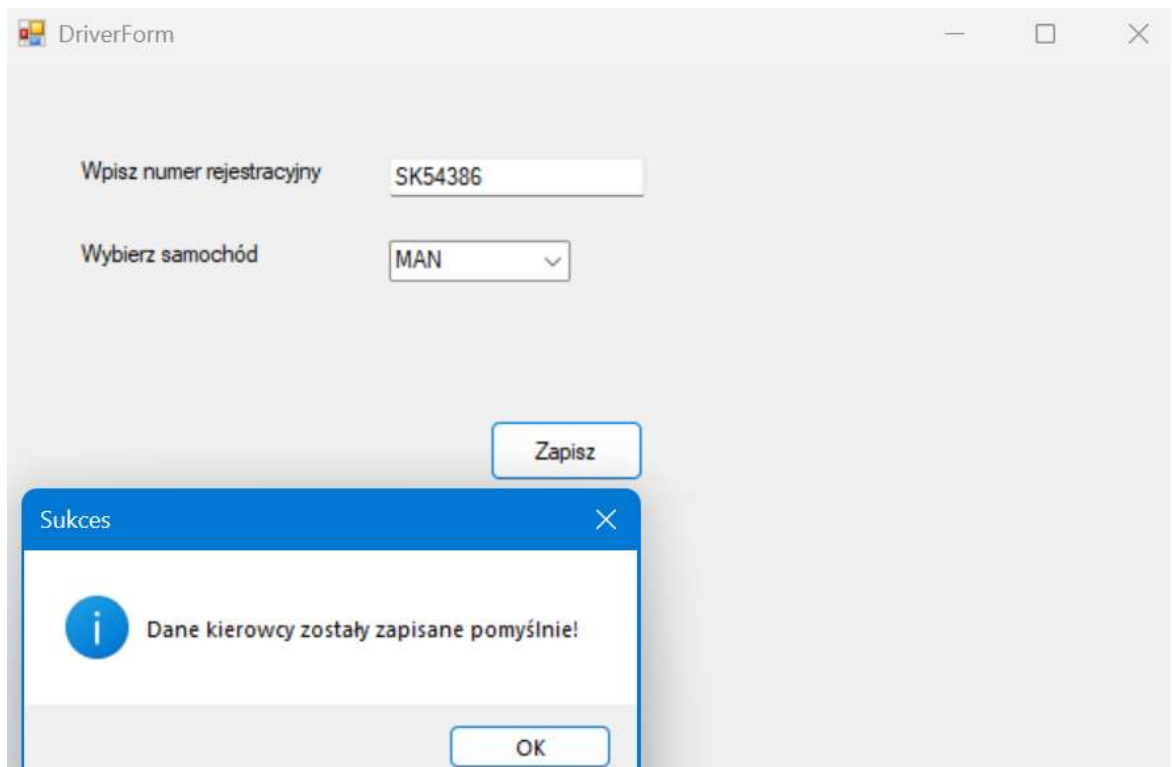 DriverForm
Wpisz numer rejestracyjny
SK54386
Wybierz samochód
MAN
Zapisz
Sukces
Dane kierowcy zostały zapisane pomyślnie!
OK